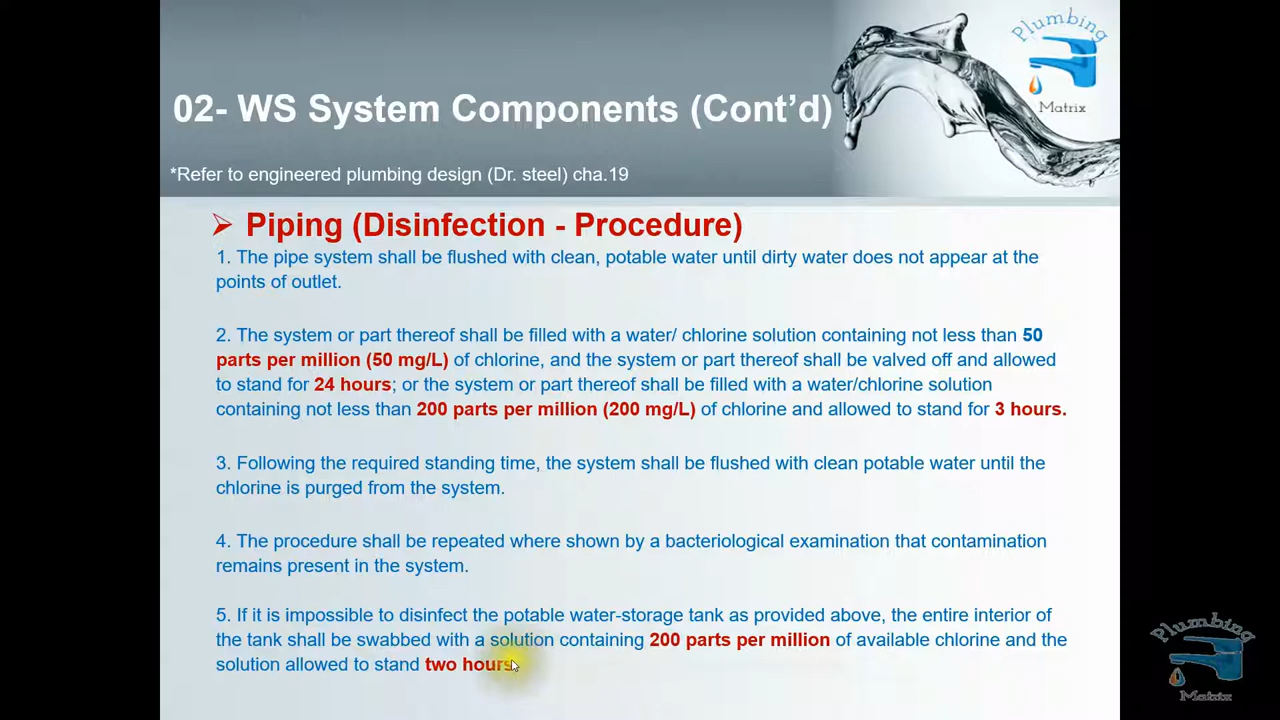 Plumbing
Matrix
02- WS System Components (Cont’d)
*Refer to engineered plumbing design (Dr. steel) cha.19
Piping (Disinfection - Procedure)
1. The pipe system shall be flushed with clean, potable water until dirty water does not appear at the
points of outlet.
2. The system or part thereof shall be filled with a water/ chlorine solution containing not less than 50
parts per million (50 mg/L) of chlorine, and the system or part thereof shall be valved off and allowed
to stand for 24 hours; or the system or part thereof shall be filled with a water/chlorine solution
containing not less than 200 parts per million (200 mg/L) of chlorine and allowed to stand for 3 hours.
3. Following the required standing time, the system shall be flushed with clean potable water until the
chlorine is purged from the system.
4. The procedure shall be repeated where shown by a bacteriological examination that contamination
remains present in the system.
5. If it is impossible to disinfect the potable water-storage tank as provided above, the entire interior of
the tank shall be swabbed with a solution containing 200 parts per million of available chlorine and the
solution allowed to stand two hours.
Plumbing
Matrix